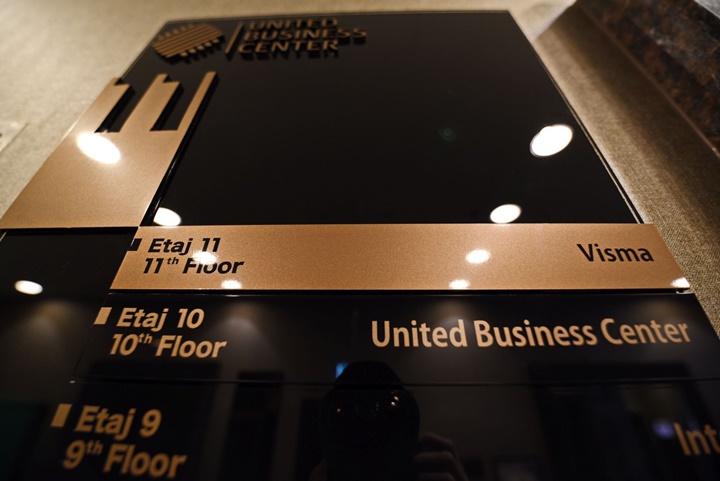 UNITED
BUSINESS
CENTER
Etaj 11
11th Floor
Visma
Etaj 10
10th Floor
United Business Center
Etaj 9
9th Floor